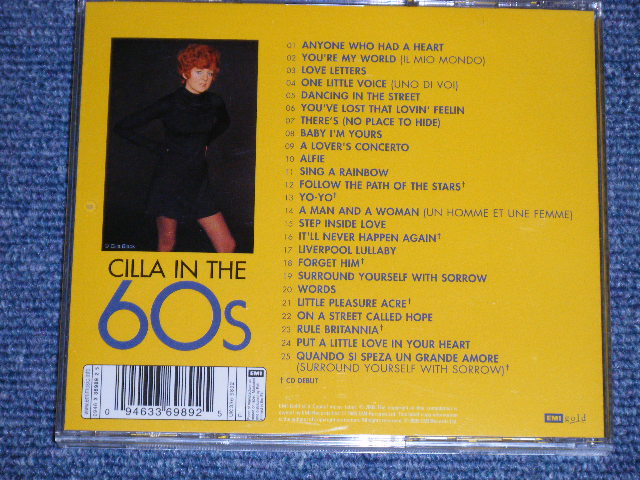 01 ANYONE WHO HAD A HEART
02 YOU'RE MY WORLD (IL MIO MONDO)
03 LOVE LETTERS
04 ONE LITTLE VOICE (UNO DI VOI)
05 DANCING IN THE STREET
06 YOU'VE LOST THAT LOVIN' FEELIN
07 THERE'S (NO PLACE TO HIDE)
08 BABY I'M YOURS
09 A LOVER'S CONCERTO
10 ALFIE
11 SING A RAINBOW
12 FOLLOW THE PATH OF THE STARS†
13 YO-YO†
14 A MAN AND A WOMAN (UN HOMME ET UNE FEMME)
15 STEP INSIDE LOVE
16 IT'LL NEVER HAPPEN AGAIN†
17 LIVERPOOL LULLABY
18 FORGET HIM†
19 SURROUND YOURSELF WITH SORROW
20 WORDS
21 LITTLE PLEASURE ACRE†
22 ON A STREET CALLED HOPE
23 RULE BRITANNIA†
24 PUT A LITTLE LOVE IN YOUR HEART
25 QUANDO SI SPEZA UN GRANDE AMORE
(SURROUND YOURSELF WITH SORROW)†
† CD DEBUT
CILLA IN THE
60s
EMI
0 94633 69892 5
EMI gold